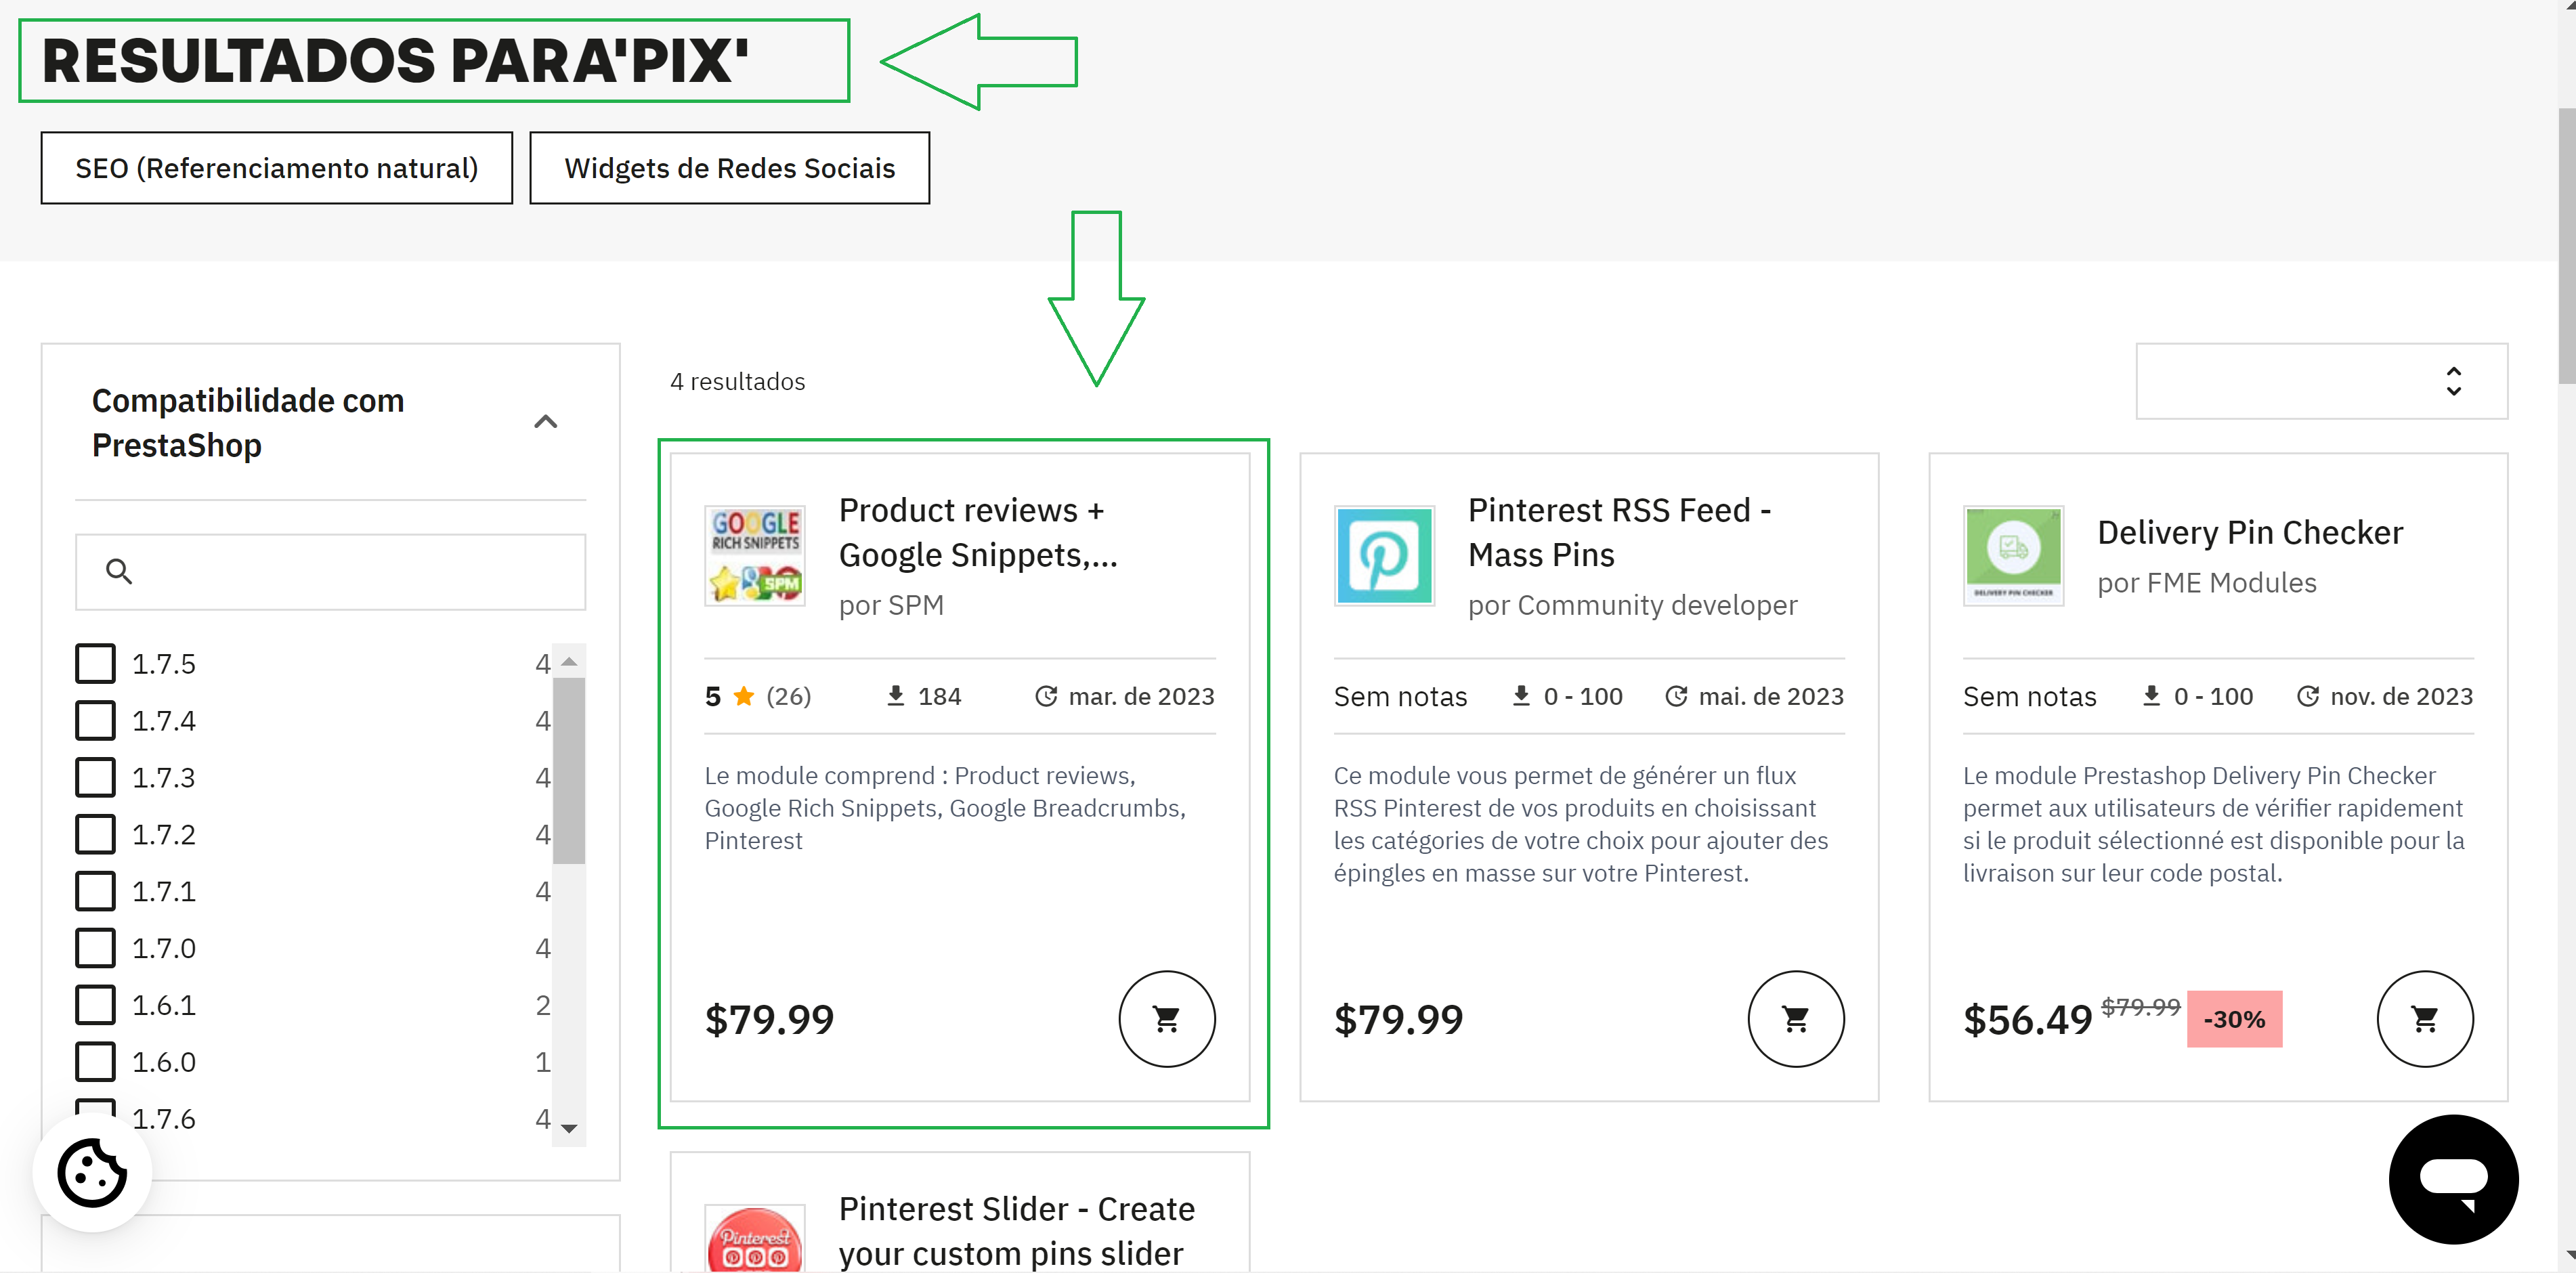 RESULTADOS PARA'PIX'
SEO (Referenciamento natural)
Widgets de Redes Sociais
Compatibilidade com
PrestaShop
1.7.5 4
1.7.4 4
1.7.3 4
1.7.2 4
1.7.1 4
1.7.0 4
1.6.1 2
1.6.0 1
1.7.6 4
4 resultados
GOOGLE
RICH SNIPPETS
SPM
Product reviews +
Google Snippets,...
por SPM
5 (26) 184 mar. de 2023
Le module comprend : Product reviews,
Google Rich Snippets, Google Breadcrumbs,
Pinterest
$79.99
Pinterest RSS Feed -
Mass Pins
por Community developer
Sem notas 0 - 100 mai. de 2023
Ce module vous permet de générer un flux
RSS Pinterest de vos produits en choisissant
les catégories de votre choix pour ajouter des
épingles en masse sur votre Pinterest.
$79.99
DELIVERY PIN CHECKER
Delivery Pin Checker
por FME Modules
Sem notas 0 - 100 nov. de 2023
Le module Prestashop Delivery Pin Checker
permet aux utilisateurs de vérifier rapidement
si le produit sélectionné est disponible pour la
livraison sur leur code postal.
$56.49 $79.99 -30%
Pinterest
Pinterest Slider - Create
your custom pins slider